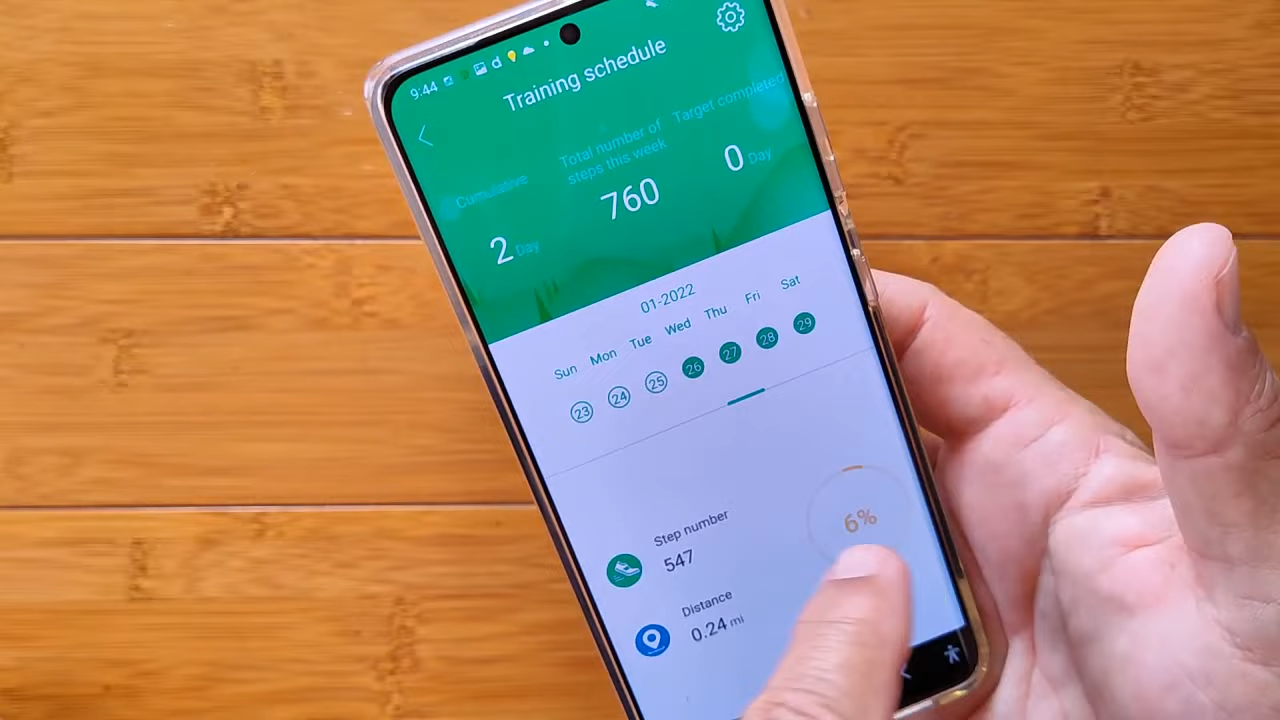 9:44
d
Training schedule
Cumulative
2 Day
Total number of
steps this week
760
Target completed
0 Day
01-2022
Sun Mon Tue Wed Thu Fri Sat
23 24 25 26 27 28 29
6%
Step number
547
Distance
0.24 mi